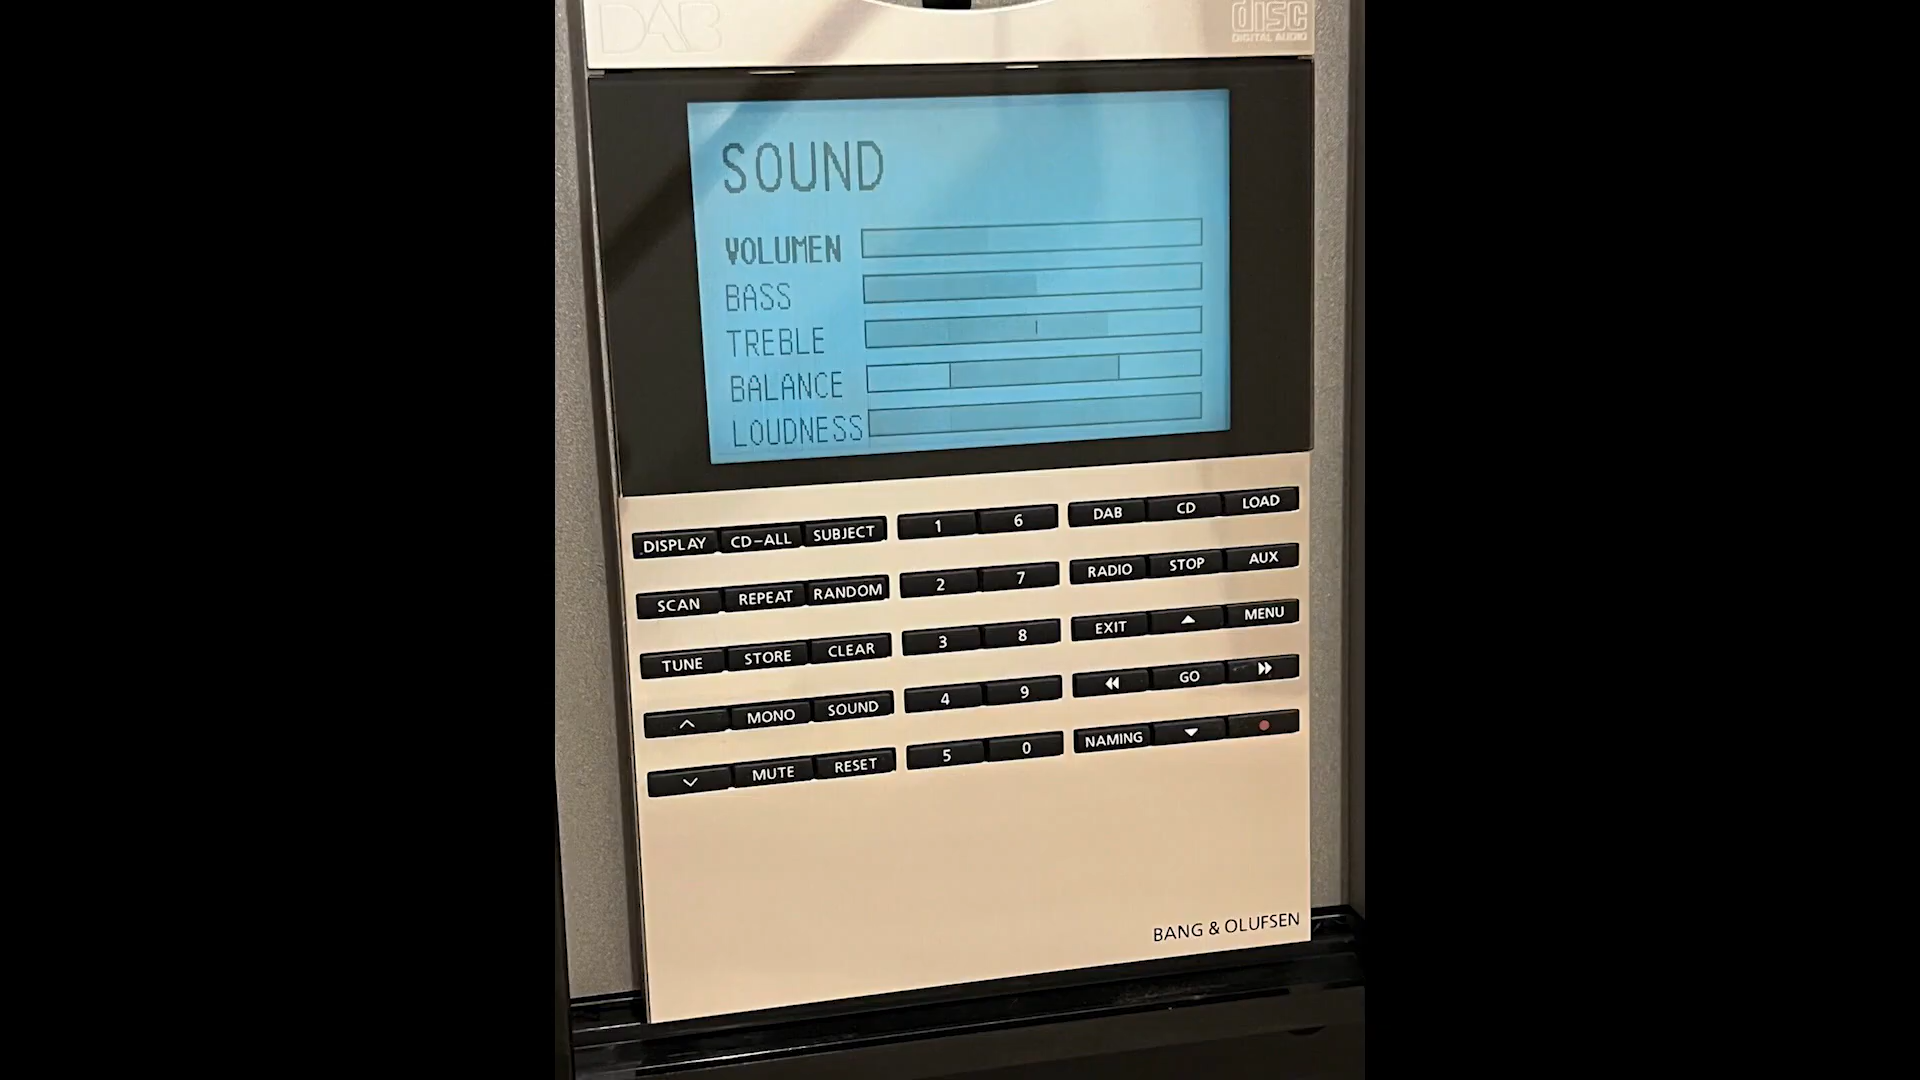 DAB
disc
DIGITAL AUDIO
SOUND
VOLUMEN
BASS
TREBLE
BALANCE
LOUDNESS
DISPLAY CD-ALL SUBJECT 1 6 DAB CD LOAD
SCAN REPEAT RANDOM 2 7 RADIO STOP AUX
TUNE STORE CLEAR 3 8 EXIT MENU
MONO SOUND 4 9 GO
MUTE RESET 5 0 NAMING
BANG & OLUFSEN